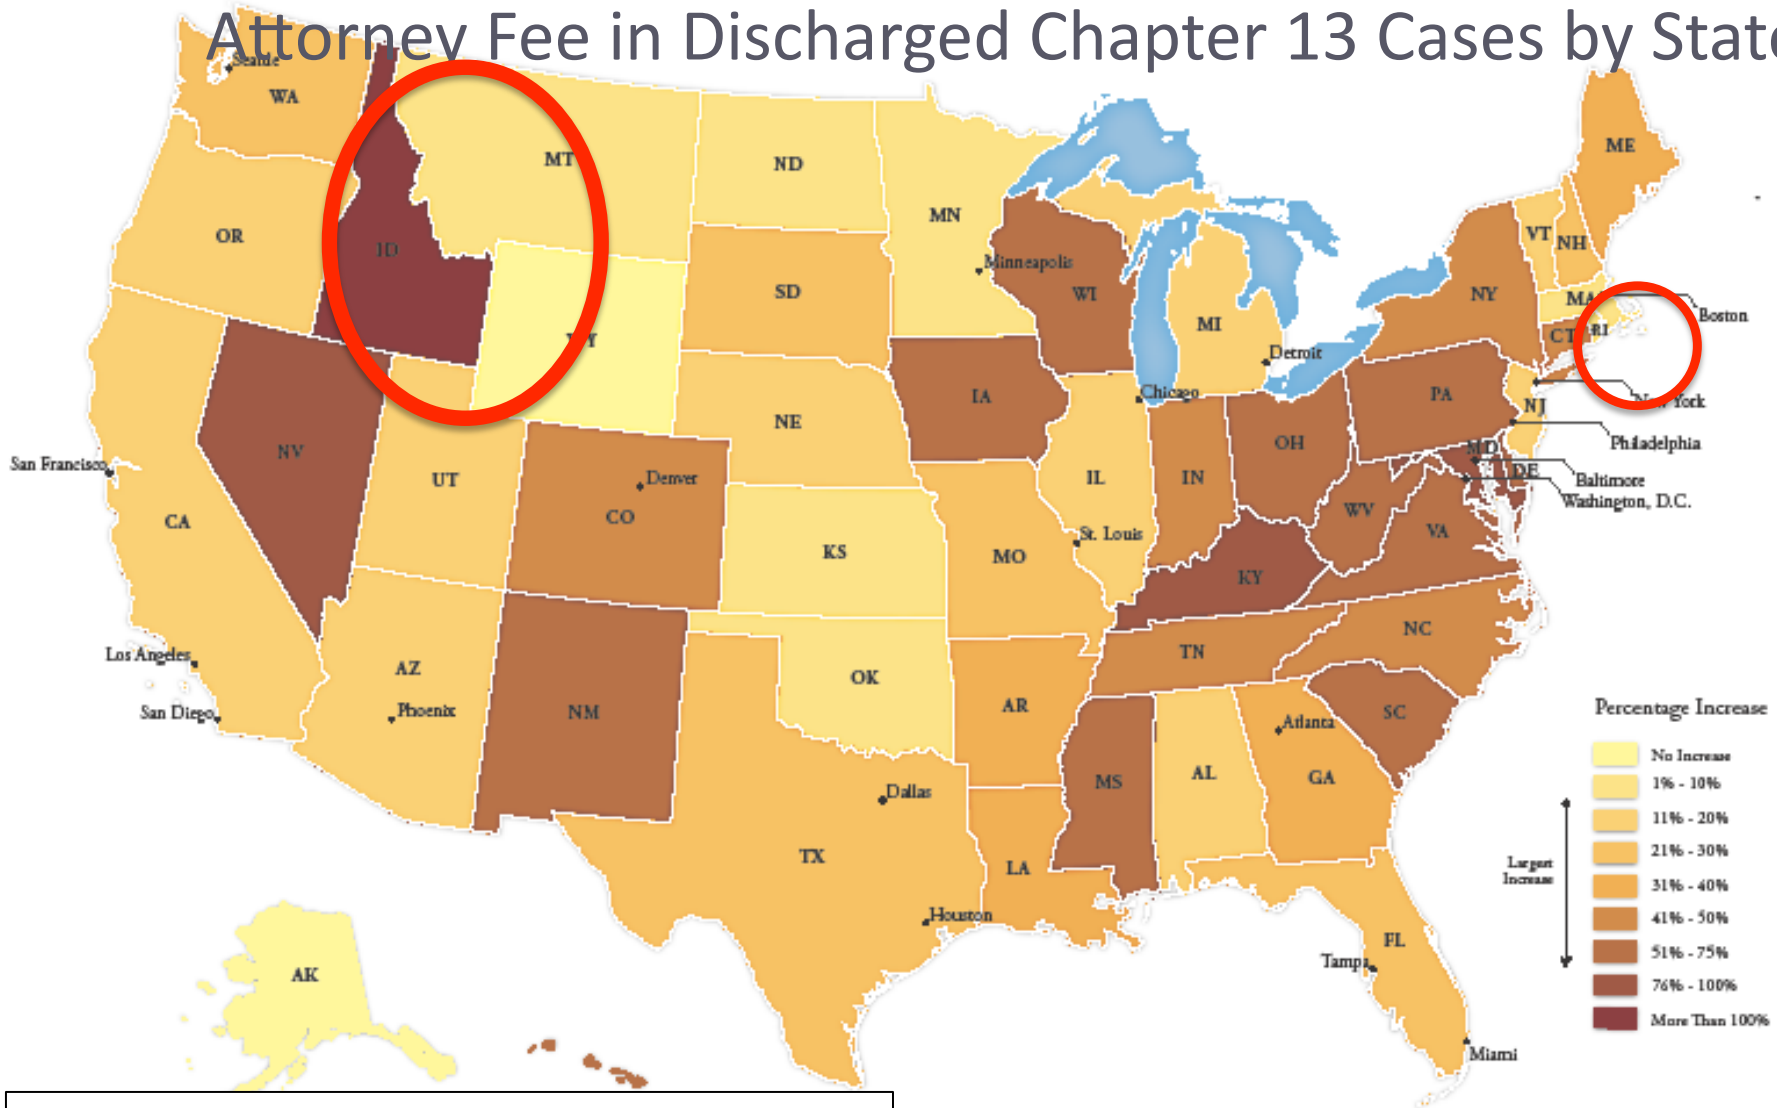 Attorney Fee in Discharged Chapter 13 Cases by State
Seattle
WA
ME
MT
ND
MN
OR
ID
VT
NH
Minneapolis
SD
WI
NY
MA
Boston
MI
CT
RI
WY
Detroit
IA
Chicago
PA
NJ
New York
NE
OH
Philadelphia
NV
MD
San Francisco
UT
Denver
IL
IN
DE
Baltimore
Washington, D.C.
CA
CO
WV
VA
St. Louis
KS
MO
KY
NC
Los Angeles
AZ
OK
TN
San Diego
Phoenix
NM
AR
SC
Atlanta
Percentage Increase
No Increase
AL
GA
MS
1% - 10%
Dallas
11% - 20%
TX
21% - 30%
LA
Largest
Increase
31% - 40%
Houston
41% - 50%
FL
51% - 75%
Tampa
AK
76% - 100%
More Than 100%
Miami